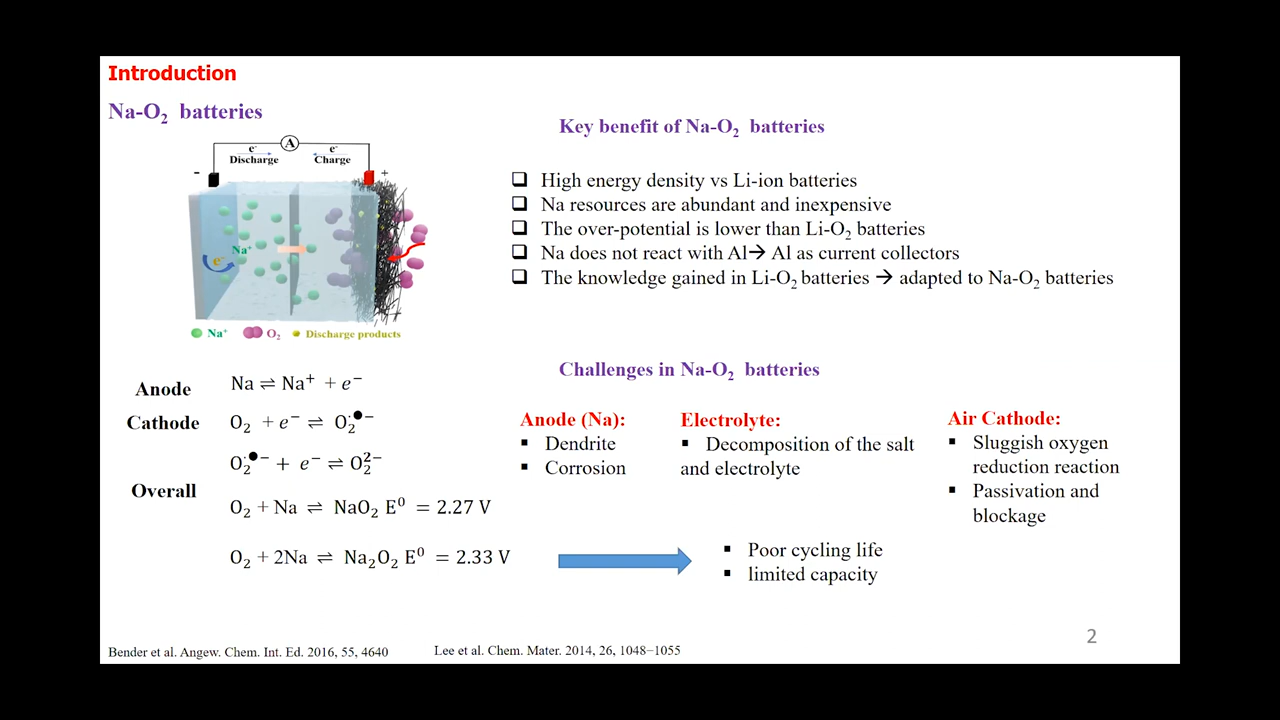 Introduction
Na-O₂ batteries
A
e⁻
Discharge
e⁻
Charge
-
+
Na⁺
e⁻
Na⁺
O₂
Discharge products
Key benefit of Na-O₂ batteries
❑ High energy density vs Li-ion batteries
❑ Na resources are abundant and inexpensive
❑ The over-potential is lower than Li-O₂ batteries
❑ Na does not react with Al→ Al as current collectors
❑ The knowledge gained in Li-O₂ batteries → adapted to Na-O₂ batteries
Anode
Na ⇌ Na⁺ + e⁻
Cathode
O₂ + e⁻ ⇌ O₂•⁻
O₂•⁻ + e⁻ ⇌ O₂²⁻
Overall
O₂ + Na ⇌ NaO₂ E⁰ = 2.27 V
O₂ + 2Na ⇌ Na₂O₂ E⁰ = 2.33 V
Challenges in Na-O₂ batteries
Anode (Na):
▪ Dendrite
▪ Corrosion
Electrolyte:
▪ Decomposition of the salt
and electrolyte
Air Cathode:
▪ Sluggish oxygen
reduction reaction
▪ Passivation and
blockage
▪ Poor cycling life
▪ limited capacity
2
Bender et al. Angew. Chem. Int. Ed. 2016, 55, 4640
Lee et al. Chem. Mater. 2014, 26, 1048−1055